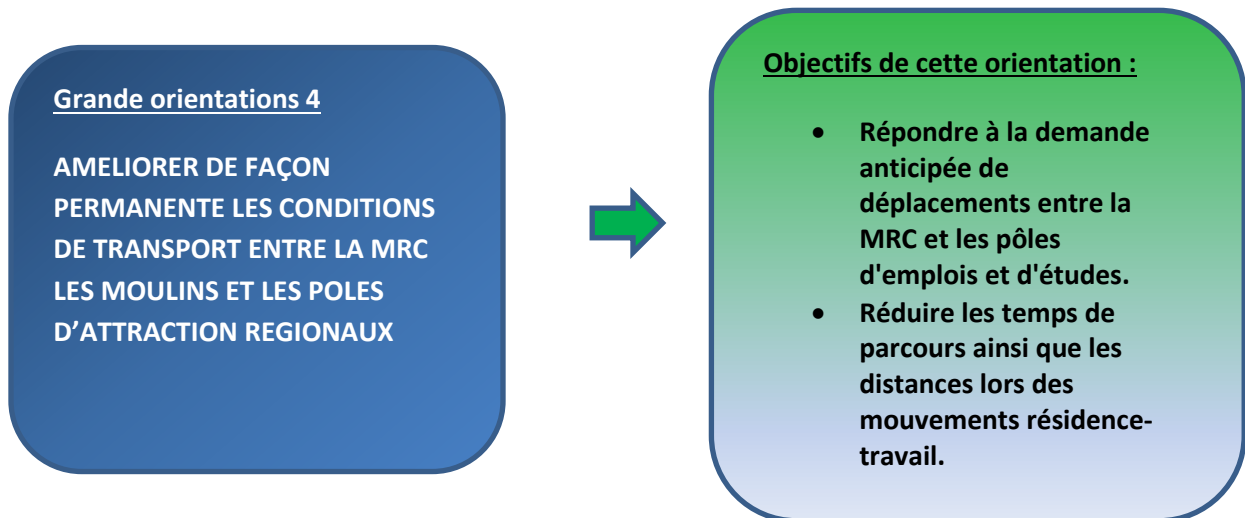 Grande orientations 4
AMELIORER DE FAÇON
PERMANENTE LES CONDITIONS
DE TRANSPORT ENTRE LA MRC
LES MOULINS ET LES POLES
D’ATTRACTION REGIONAUX
Objectifs de cette orientation :
• Répondre à la demande
anticipée de
déplacements entre la
MRC et les pôles
d'emplois et d'études.
• Réduire les temps de
parcours ainsi que les
distances lors des
mouvements résidence-
travail.